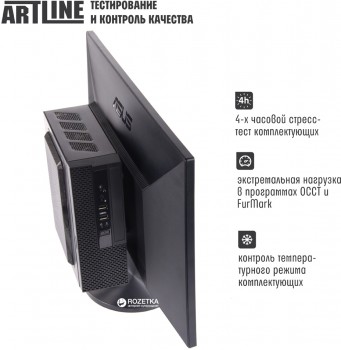 ARTLINE
ТЕСТИРОВАНИЕ
И КОНТРОЛЬ КАЧЕСТВА
ASUS
4h
4-х часовой стресс-
тест комплектующих
экстремальная нагрузка
в программах OCCT и
FurMark
контроль темпера-
турного режима
комплектующих
ROZETKA